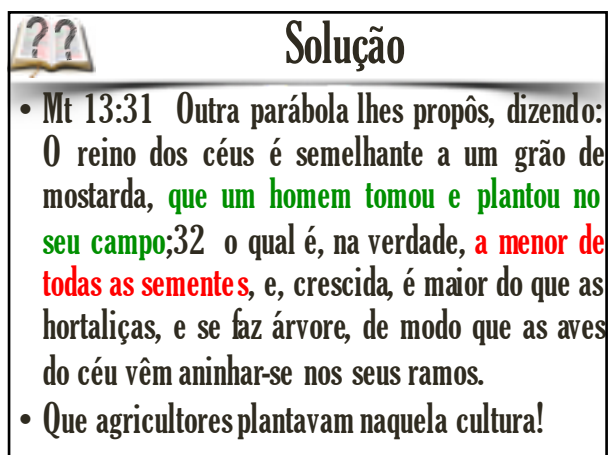 ? ?
Solução
• Mt 13:31 Outra parábola lhes propôs, dizendo:
O reino dos céus é semelhante a um grão de
mostarda, que um homem tomou e plantou no
seu campo;32 o qual é, na verdade, a menor de
todas as sementes, e, crescida, é maior do que as
hortaliças, e se faz árvore, de modo que as aves
do céu vêm aninhar-se nos seus ramos.
• Que agricultores plantavam naquela cultura!